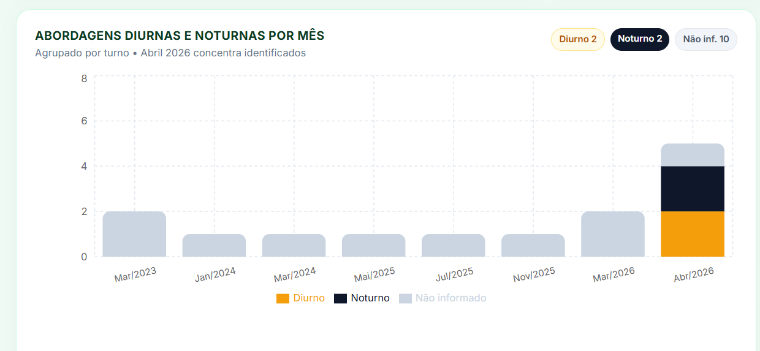 ABORDAGENS DIURNAS E NOTURNAS POR MÊS
Agrupado por turno • Abril 2026 concentra identificados
Diurno 2 Noturno 2 Não inf. 10
8
6
4
2
0
Mar/2023 Jan/2024 Mar/2024 Mai/2025 Jul/2025 Nov/2025 Mar/2026 Abr/2026
Diurno Noturno Não informado